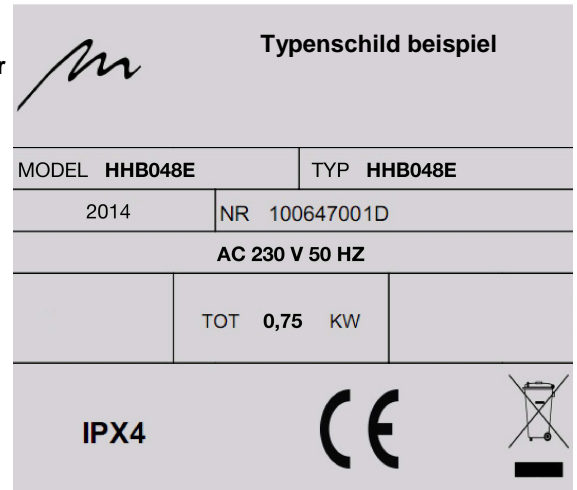 Typenschild beispiel
r
MODEL HHB048E TYP HHB048E
2014 NR 100647001D
AC 230 V 50 HZ
TOT 0,75 KW
IPX4 CE